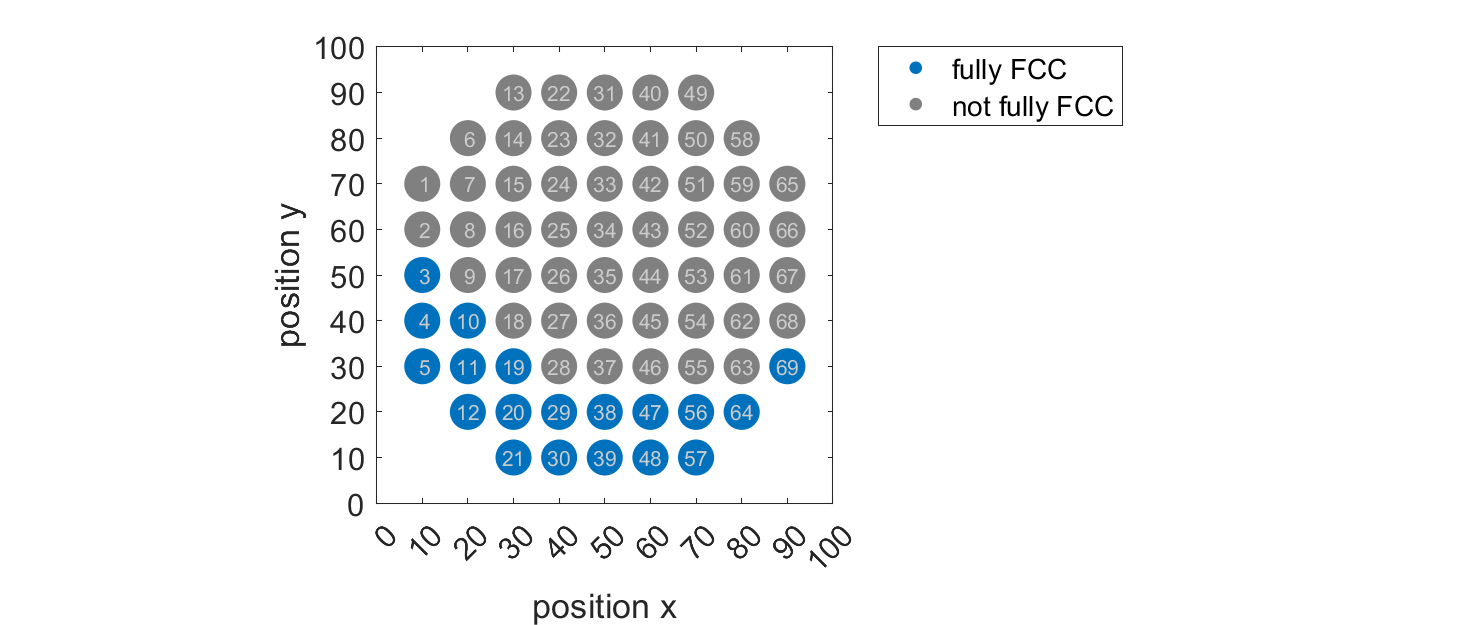 100
fully FCC
90
13 22 31 40 49
not fully FCC
80
6 14 23 32 41 50 58
70
1 7 15 24 33 42 51 59 65
60
2 8 16 25 34 43 52 60 66
position y
50
3 9 17 26 35 44 53 61 67
40
4 10 18 27 36 45 54 62 68
30
5 11 19 28 37 46 55 63 69
20
12 20 29 38 47 56 64
10
21 30 39 48 57
0
0 10 20 30 40 50 60 70 80 90 100
position x